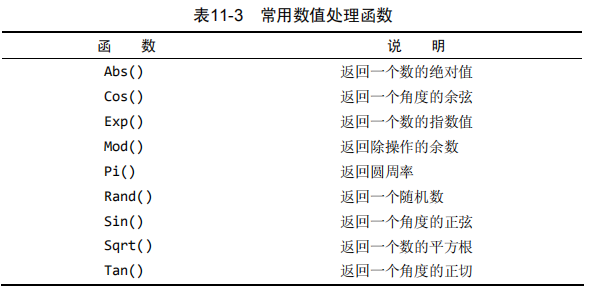 表11-3 常用数值处理函数
函 数 说 明
Abs() 返回一个数的绝对值
Cos() 返回一个角度的余弦
Exp() 返回一个数的指数值
Mod() 返回除操作的余数
Pi() 返回圆周率
Rand() 返回一个随机数
Sin() 返回一个角度的正弦
Sqrt() 返回一个数的平方根
Tan() 返回一个角度的正切